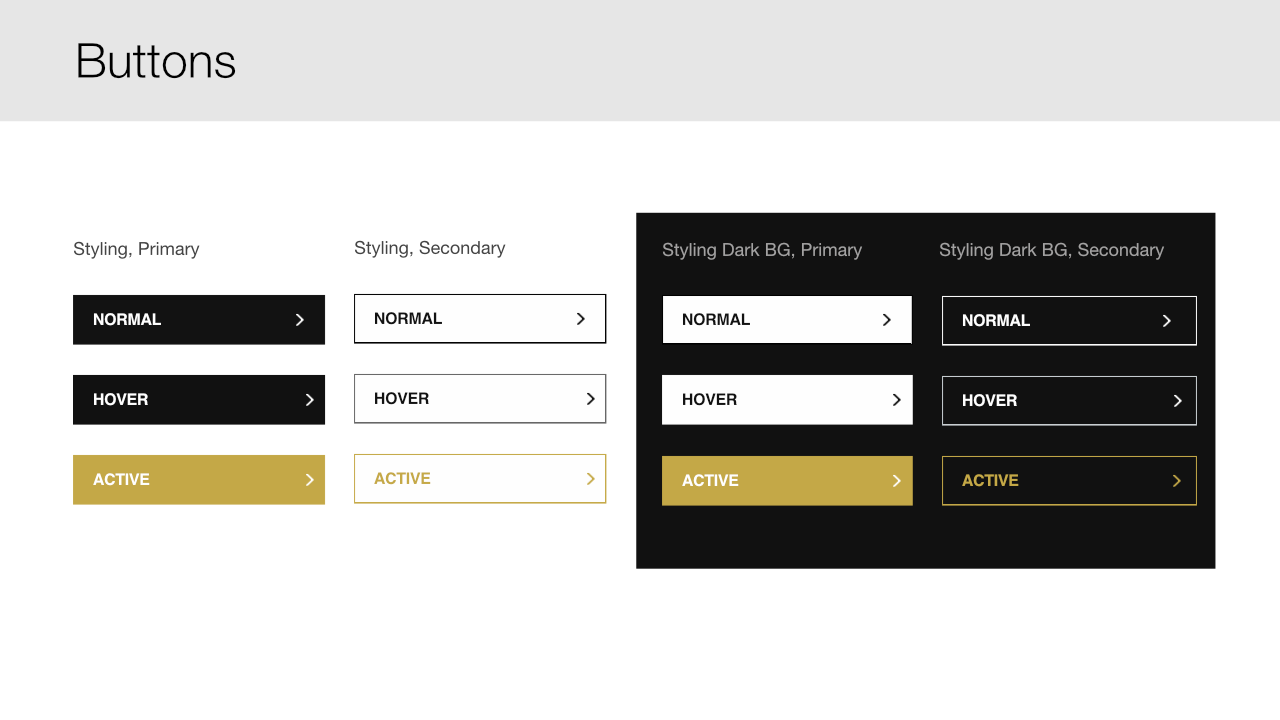 Buttons
Styling, Primary
NORMAL
HOVER
ACTIVE
Styling, Secondary
NORMAL
HOVER
ACTIVE
Styling Dark BG, Primary
NORMAL
HOVER
ACTIVE
Styling Dark BG, Secondary
NORMAL
HOVER
ACTIVE